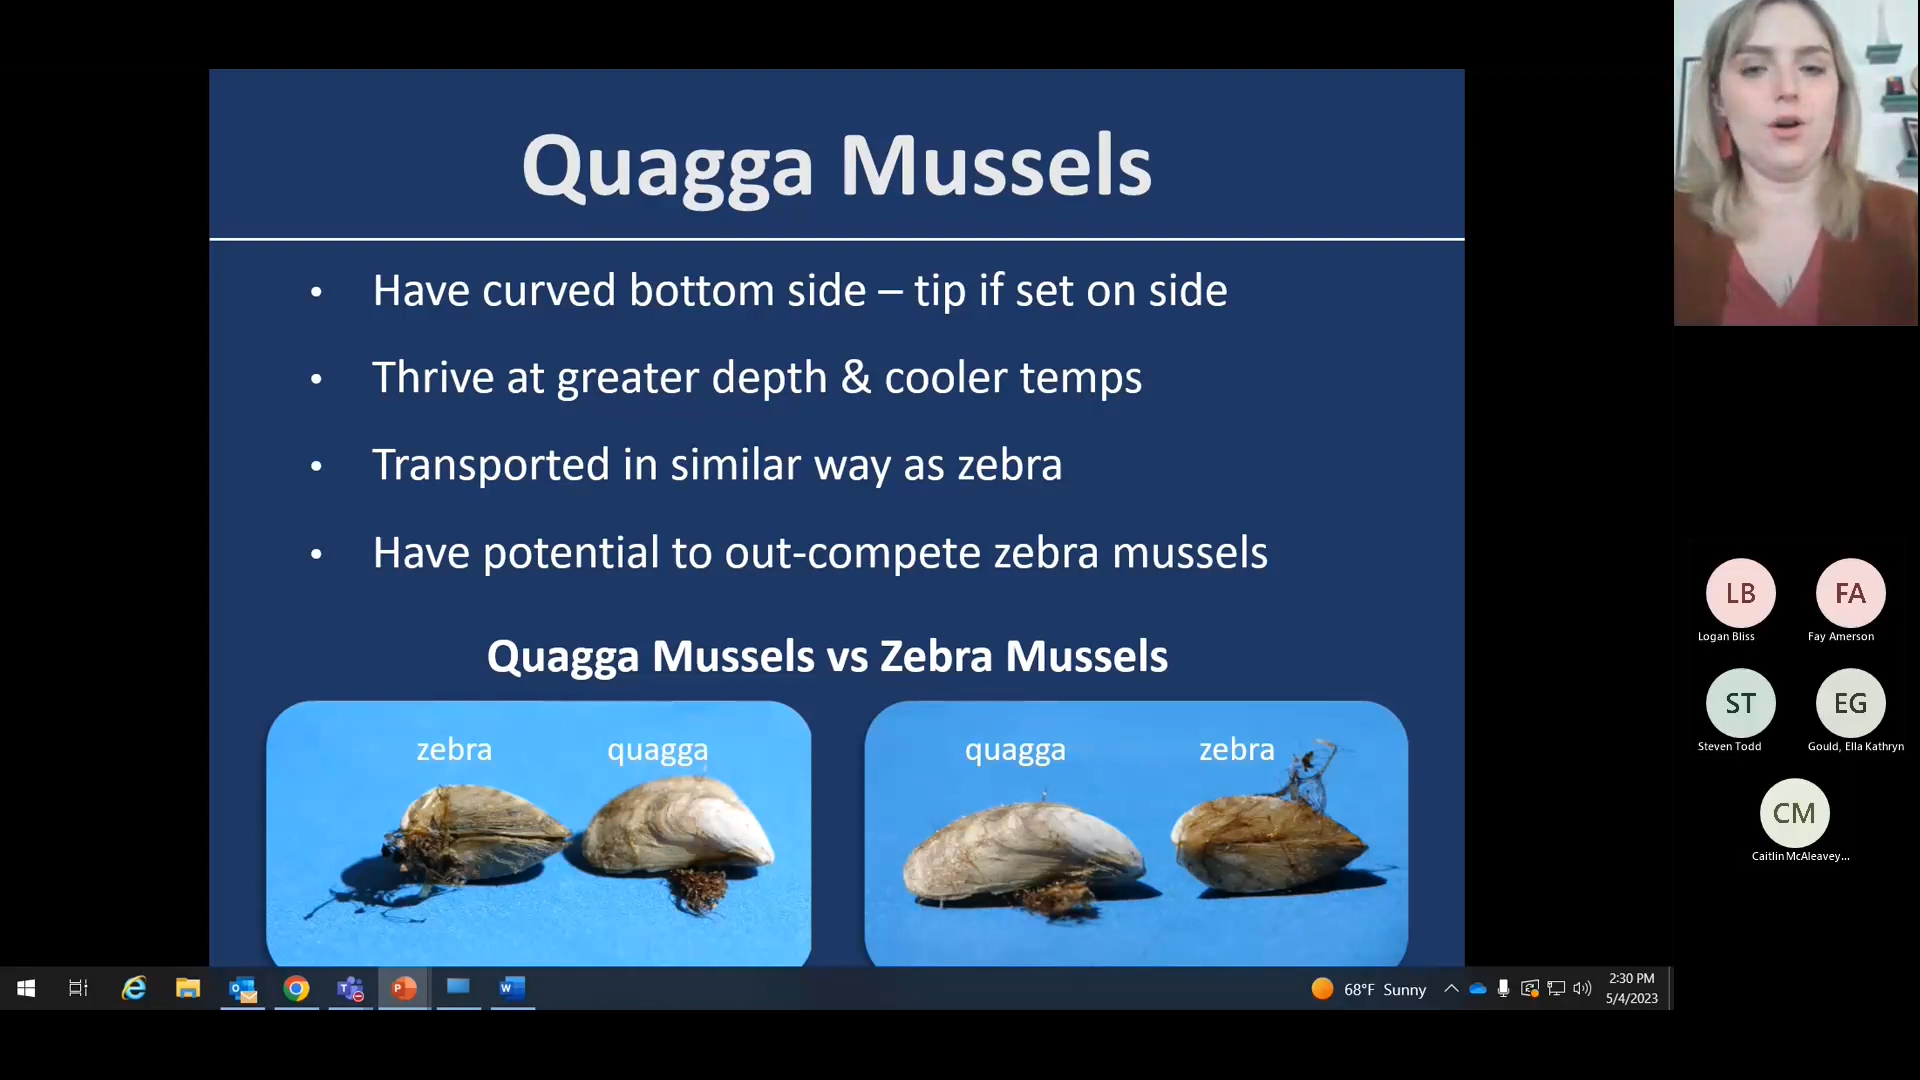 Quagga Mussels
• Have curved bottom side – tip if set on side
• Thrive at greater depth & cooler temps
• Transported in similar way as zebra
• Have potential to out-compete zebra mussels
Quagga Mussels vs Zebra Mussels
zebra quagga
quagga zebra
LB FA
Logan Bliss Fay Amerson
ST EG
Steven Todd Gould, Ella Kathryn
CM
Caitlin McAleavey...
68°F Sunny
2:30 PM
5/4/2023